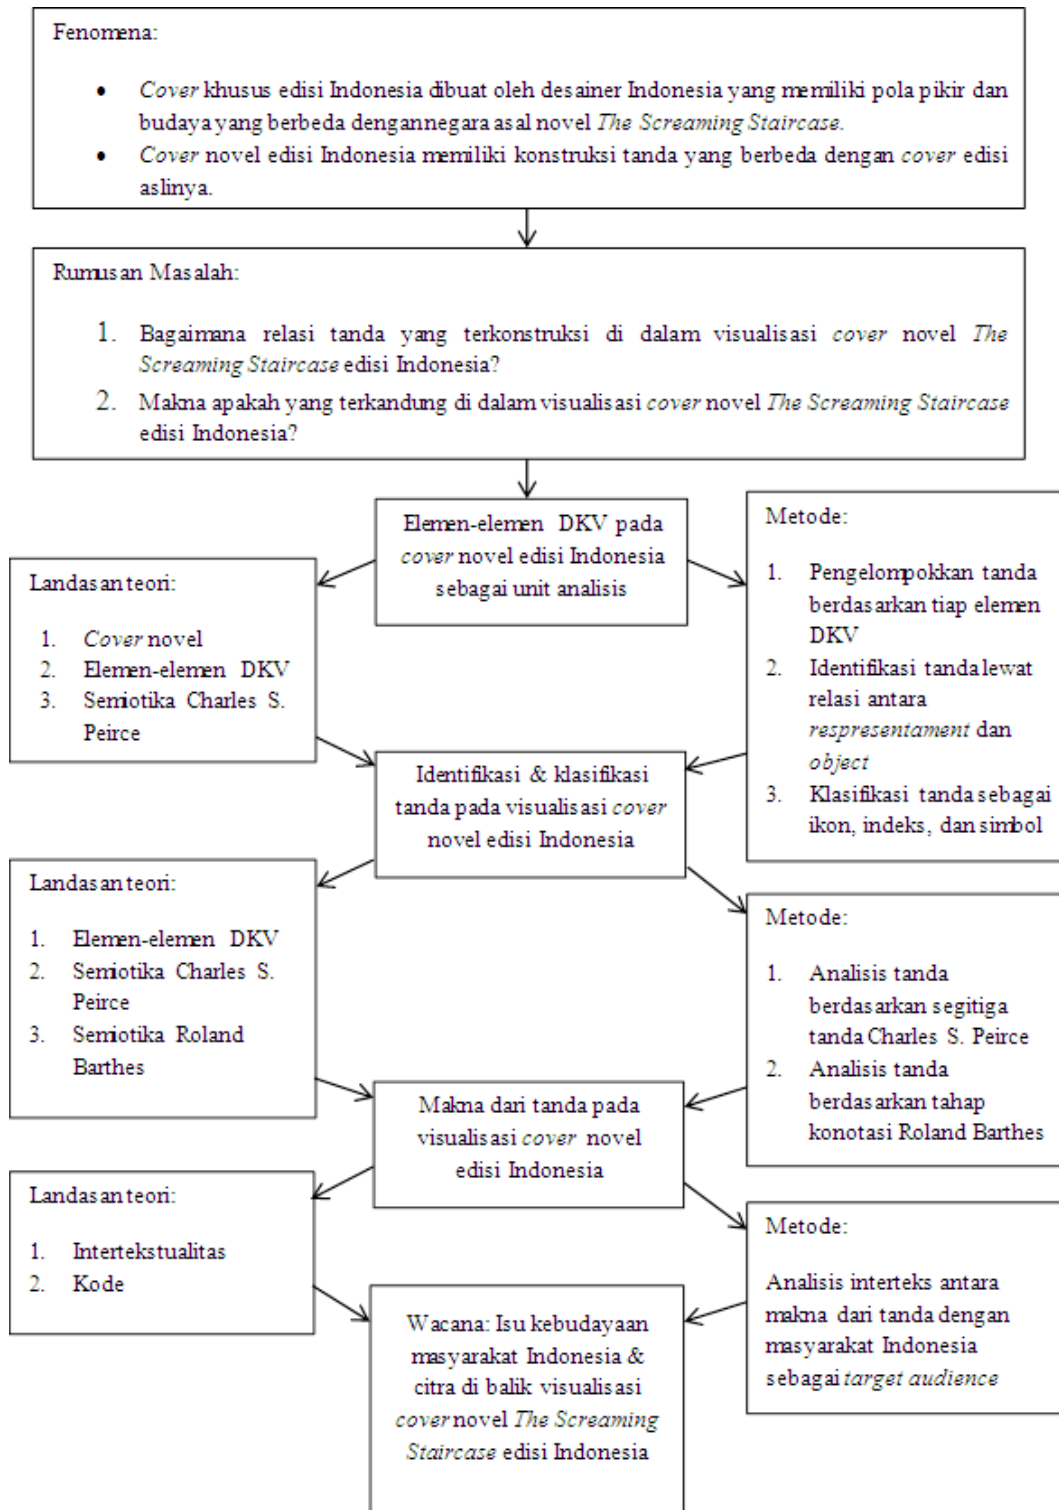 Fenomena:
• Cover khusus edisi Indonesia dibuat oleh desainer Indonesia yang memiliki pola pikir dan
budaya yang berbeda dengannegara asal novel The Screaming Staircase.
• Cover novel edisi Indonesia memiliki konstruksi tanda yang berbeda dengan cover edisi
aslinya.
Rumusan Masalah:
1. Bagaimana relasi tanda yang terkonstruksi di dalam visualisasi cover novel The
Screaming Staircase edisi Indonesia?
2. Makna apakah yang terkandung di dalam visualisasi cover novel The Screaming Staircase
edisi Indonesia?
Elemen-elemen DKV pada
cover novel edisi Indonesia
sebagai unit analisis
Landasan teori:
1. Cover novel
2. Elemen-elemen DKV
3. Semiotika Charles S.
Peirce
Metode:
1. Pengelompokkan tanda
berdasarkan tiap elemen
DKV
2. Identifikasi tanda lewat
relasi antara
respresentament dan
object
3. Klasifikasi tanda sebagai
ikon, indeks, dan simbol
Identifikasi & klasifikasi
tanda pada visualisasi cover
novel edisi Indonesia
Landasan teori:
1. Elemen-elemen DKV
2. Semiotika Charles S.
Peirce
3. Semiotika Roland
Barthes
Metode:
1. Analisis tanda
berdasarkan segitiga
tanda Charles S. Peirce
2. Analisis tanda
berdasarkan tahap
konotasi Roland Barthes
Makna dari tanda pada
visualisasi cover novel
edisi Indonesia
Landasan teori:
1. Intertekstualitas
2. Kode
Metode:
Analisis interteks antara
makna dari tanda dengan
masyarakat Indonesia
sebagai target audience
Wacana: Isu kebudayaan
masyarakat Indonesia &
citra di balik visualisasi
cover novel The Screaming
Staircase edisi Indonesia